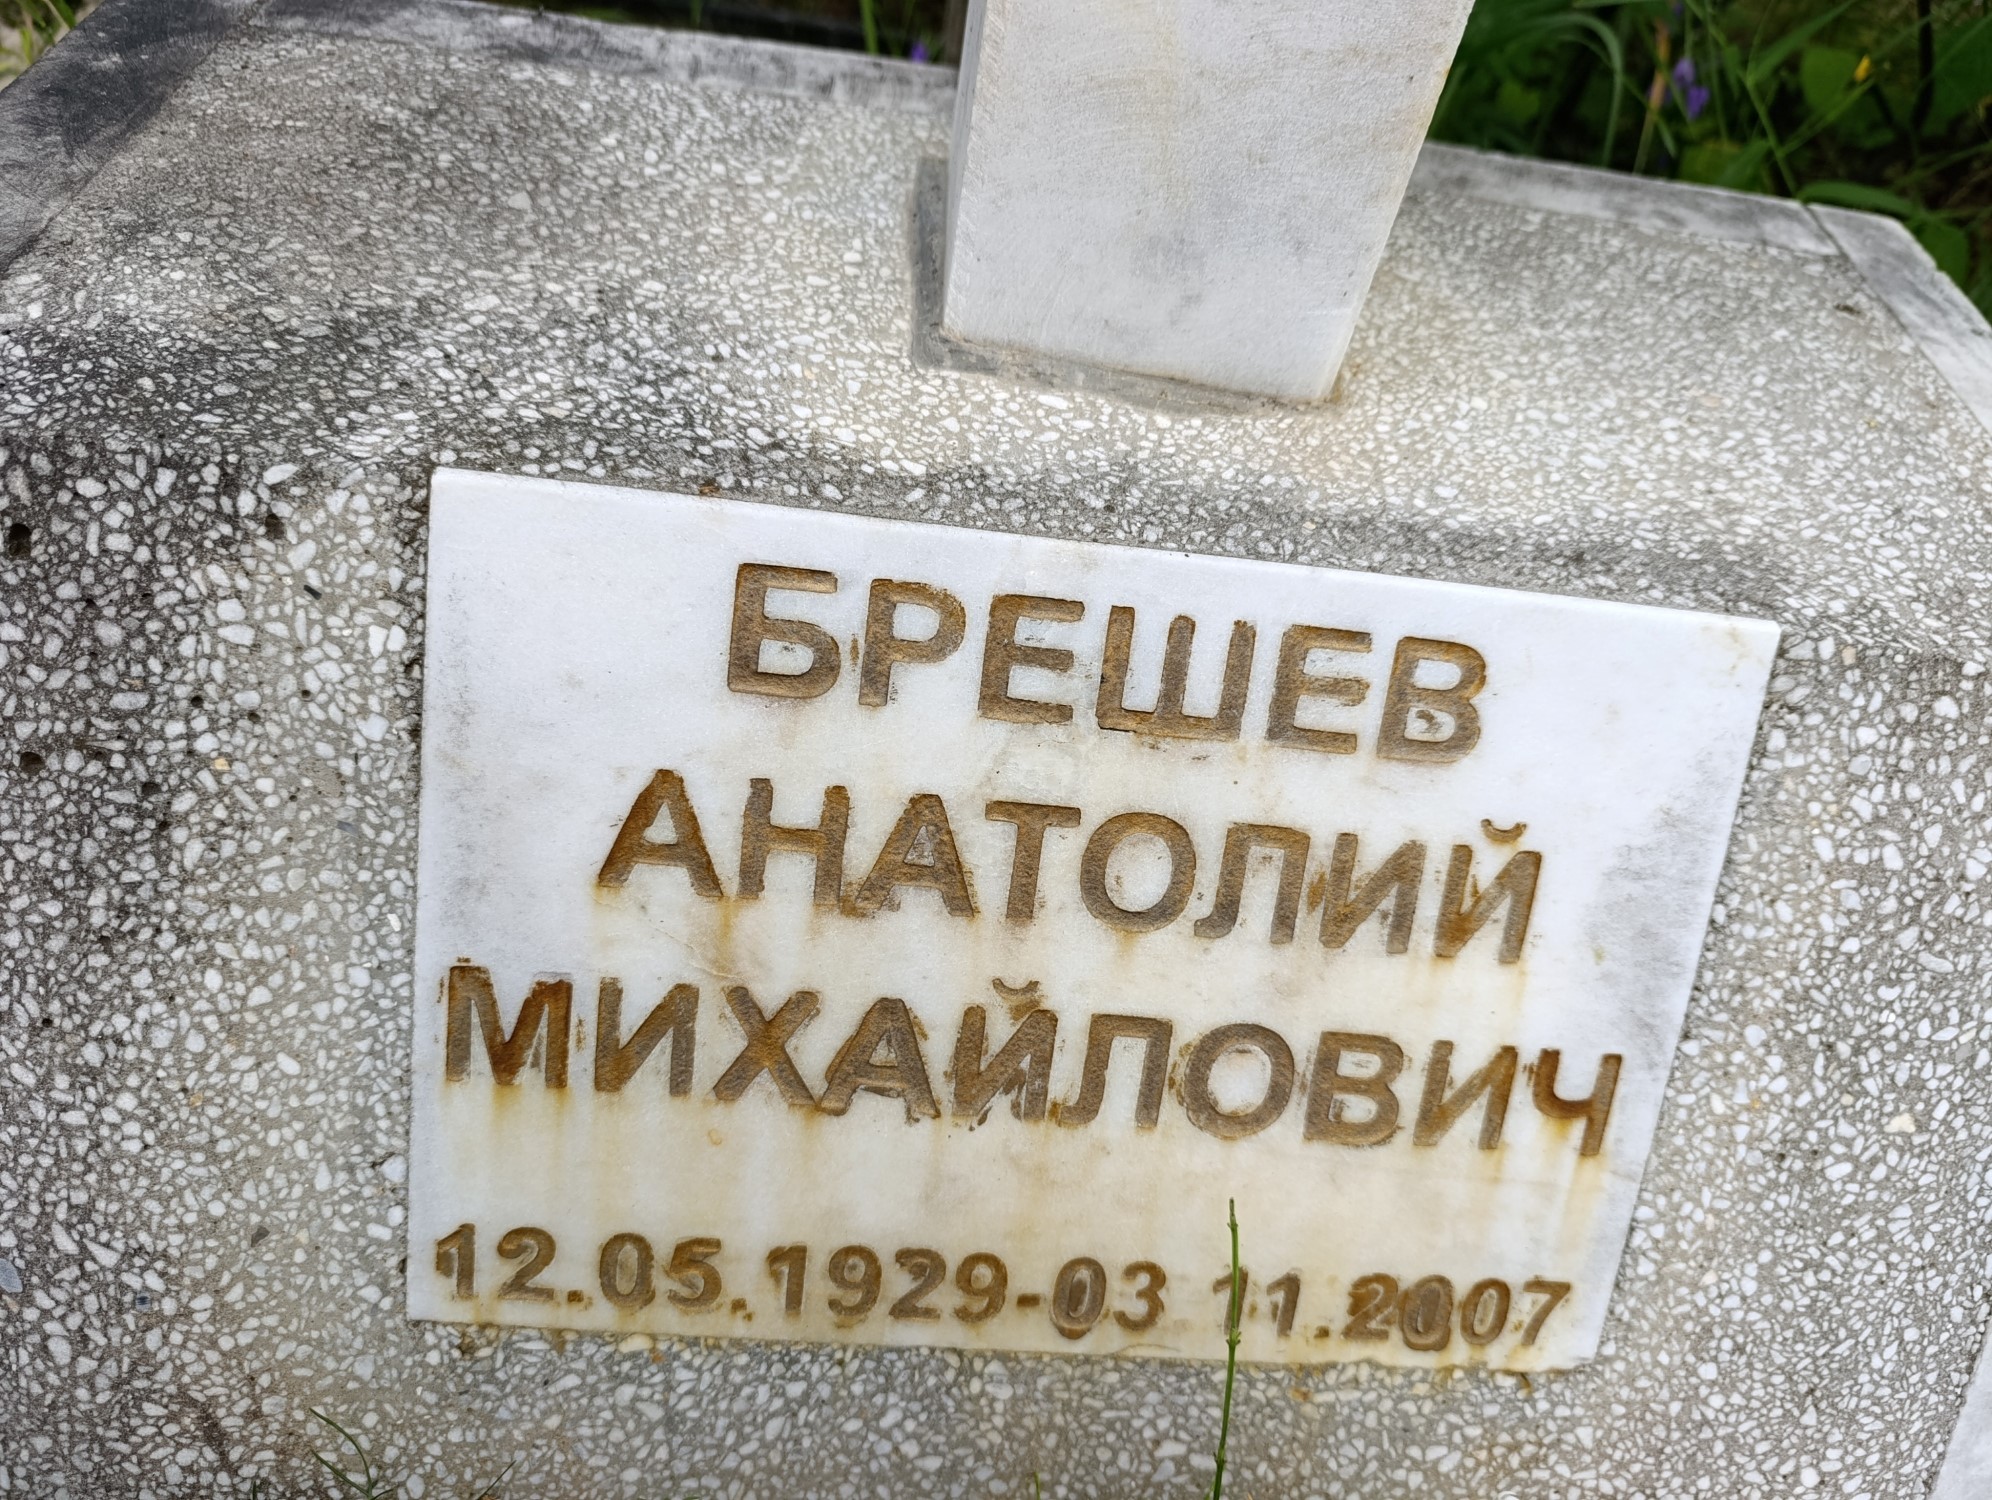 БРЕШЕВ
АНАТОЛИЙ
МИХАЙЛОВИЧ
12.05.1929-03 11.2007